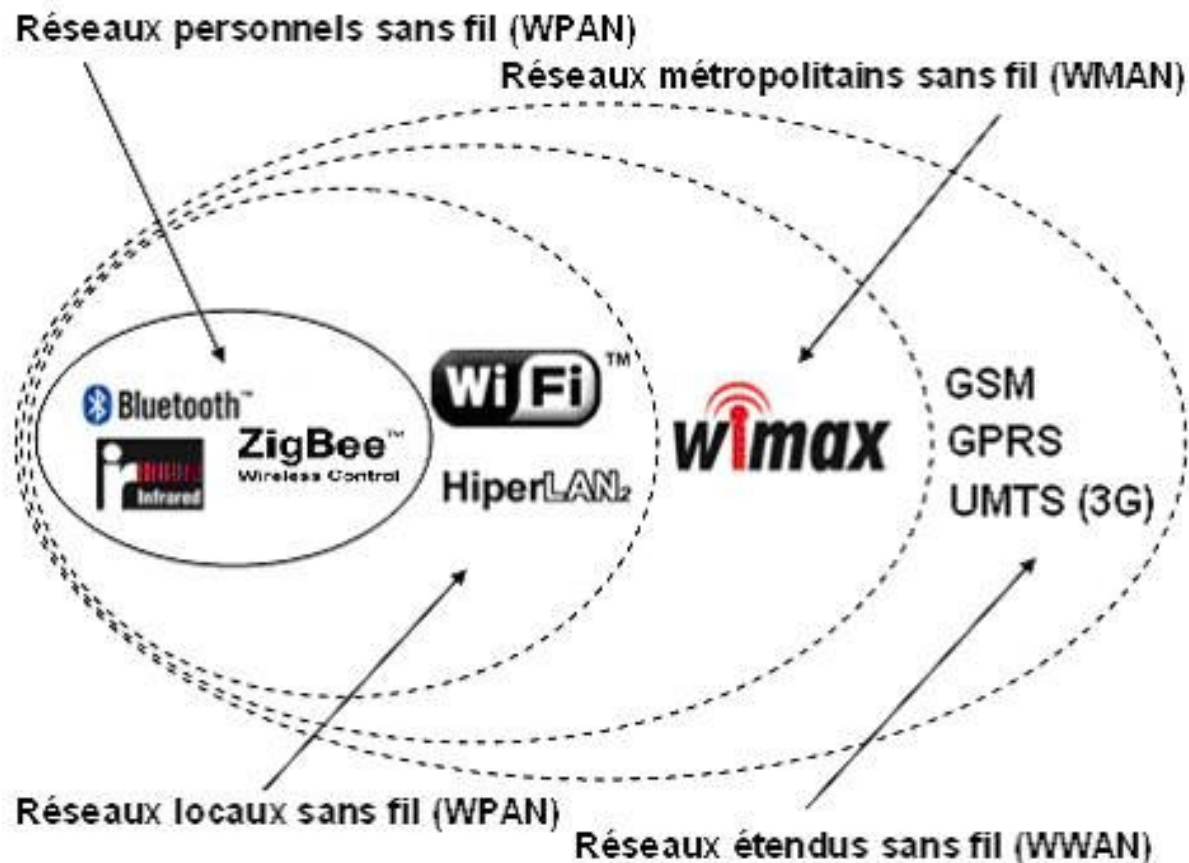 Réseaux personnels sans fil (WPAN)
Réseaux métropolitains sans fil (WMAN)
Bluetooth™
ZigBee™
Wireless Control
Infrared
WiFi™
HiperLAN2
wimax
GSM
GPRS
UMTS (3G)
Réseaux locaux sans fil (WPAN)
Réseaux étendus sans fil (WWAN)